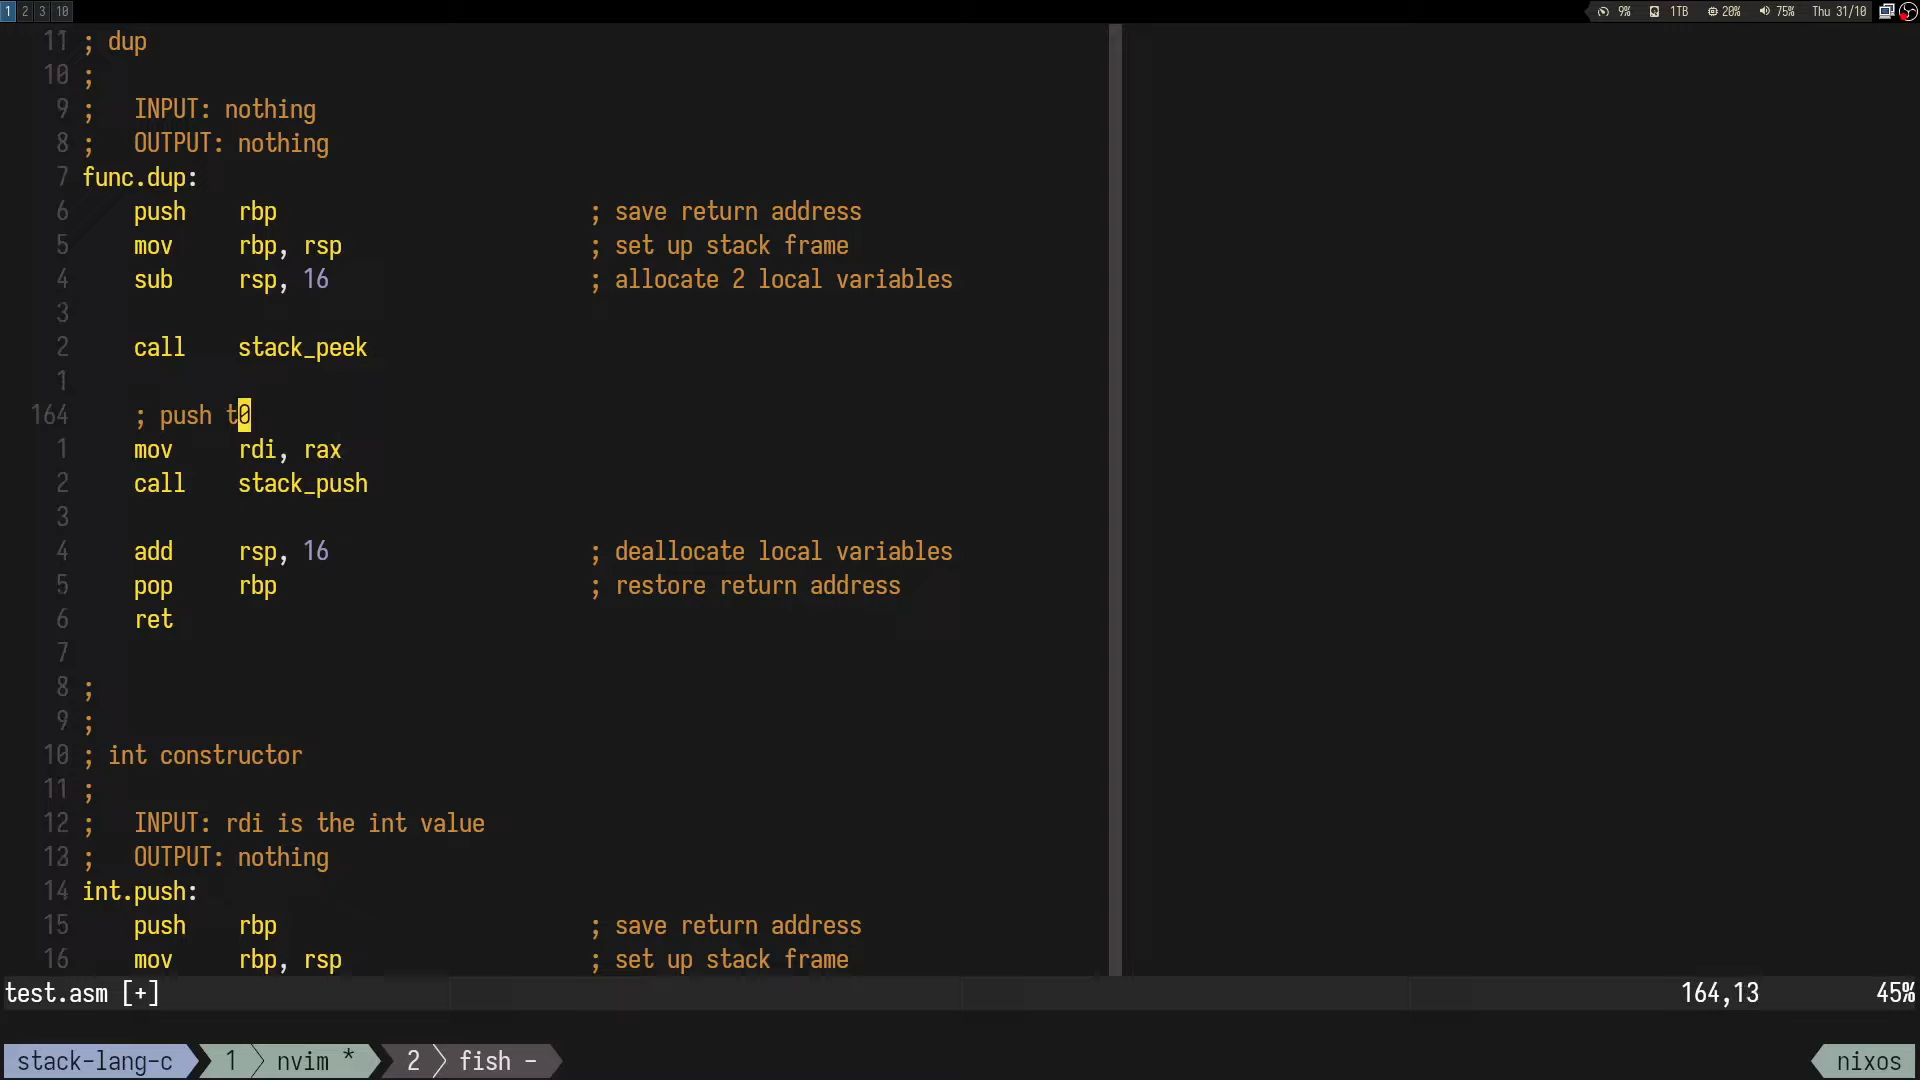 1 2 3 10 9% 1TB 20% 75% Thu 31/10
11 ; dup
10 ;
9 ;   INPUT: nothing
8 ;   OUTPUT: nothing
7 func.dup:
6     push    rbp                        ; save return address
5     mov     rbp, rsp                   ; set up stack frame
4     sub     rsp, 16                    ; allocate 2 local variables
3
2     call    stack_peek
1
164     ; push t0
1     mov     rdi, rax
2     call    stack_push
3
4     add     rsp, 16                    ; deallocate local variables
5     pop     rbp                        ; restore return address
6     ret
7
8 ;
9 ;
10 ; int constructor
11 ;
12 ;   INPUT: rdi is the int value
13 ;   OUTPUT: nothing
14 int.push:
15     push    rbp                        ; save return address
16     mov     rbp, rsp                   ; set up stack frame
test.asm [+] 164,13 45%
stack-lang-c 1 nvim * 2 fish - nixos